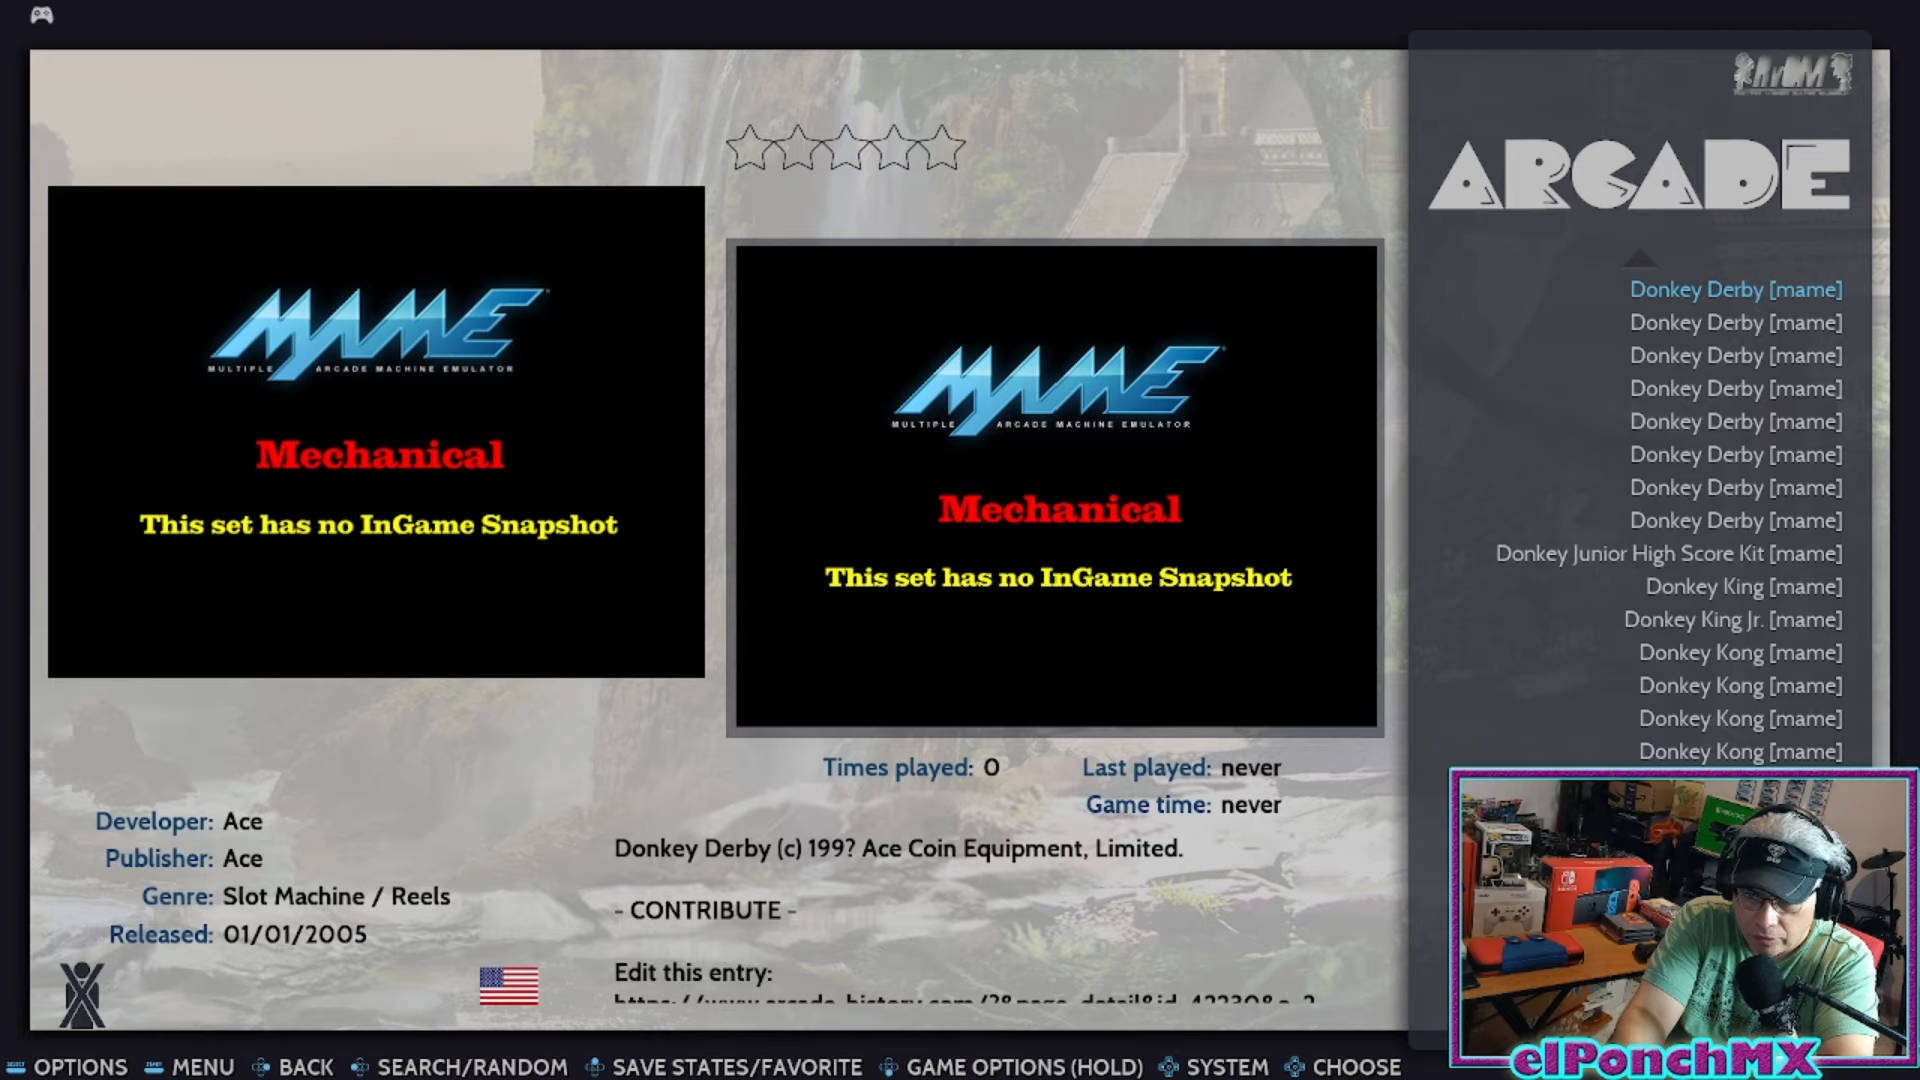 ARCADE
MAME
MULTIPLE ARCADE MACHINE EMULATOR
Mechanical
This set has no InGame Snapshot
MAME
MULTIPLE ARCADE MACHINE EMULATOR
Mechanical
This set has no InGame Snapshot
Donkey Derby [mame]
Donkey Derby [mame]
Donkey Derby [mame]
Donkey Derby [mame]
Donkey Derby [mame]
Donkey Derby [mame]
Donkey Derby [mame]
Donkey Derby [mame]
Donkey Junior High Score Kit [mame]
Donkey King [mame]
Donkey King Jr. [mame]
Donkey Kong [mame]
Donkey Kong [mame]
Donkey Kong [mame]
Donkey Kong [mame]
Times played: 0
Last played: never
Game time: never
Developer: Ace
Publisher: Ace
Genre: Slot Machine / Reels
Released: 01/01/2005
Donkey Derby (c) 199? Ace Coin Equipment, Limited.
- CONTRIBUTE -
Edit this entry:
elPonchMX
OPTIONS MENU BACK SEARCH/RANDOM SAVE STATES/FAVORITE GAME OPTIONS (HOLD) SYSTEM CHOOSE